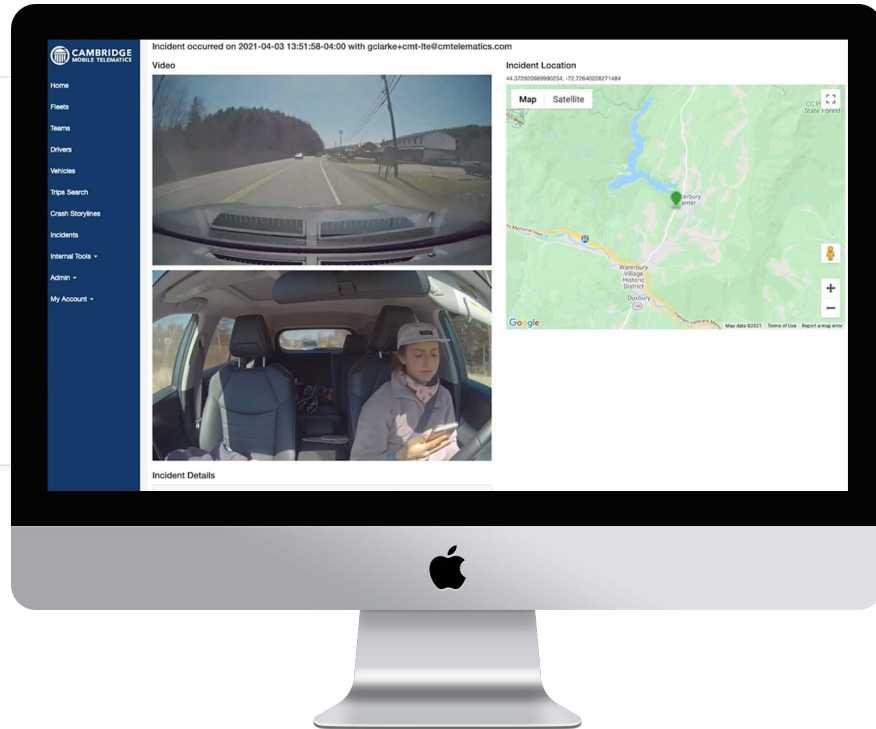 CAMBRIDGE
MOBILE TELEMATICS
Home
Fleets
Teams
Drivers
Vehicles
Trips Search
Crash Storylines
Incidents
Internal Tools
Admin
My Account
Incident occurred on 2021-04-03 13:51:58-04:00 with gclarke+cmt-lte@cmtelematics.com
Video
Incident Details
Incident Location
44.372920989990234, -72.72640228271484
Map Satellite
State Forest
Center
Waterbury
Village
Historic
District
Duxbury
100
Google
Map data ©2021 Terms of Use Report a map error